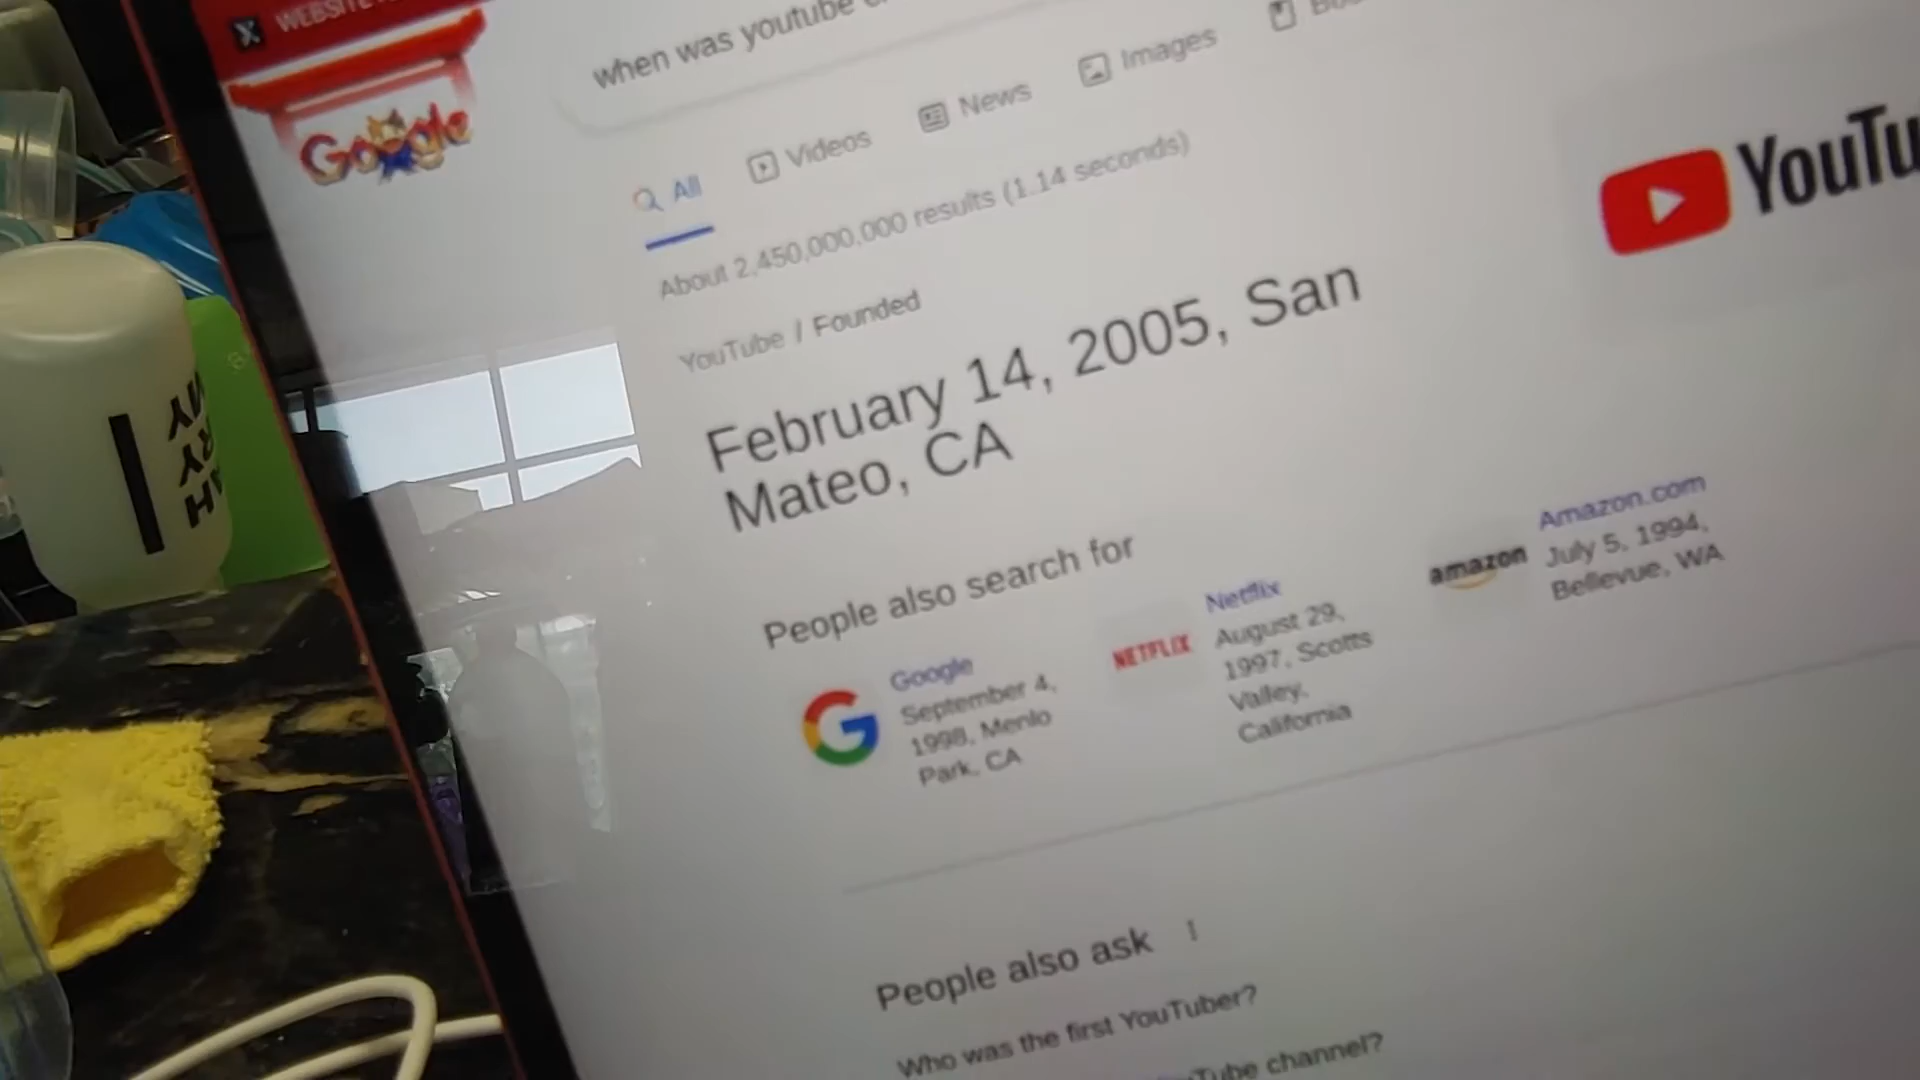 WEBSITE
when was youtube
Google
All
Videos
News
Images
About 2,450,000,000 results (1.14 seconds)
YouTube / Founded
February 14, 2005, San
Mateo, CA
YouTu
People also search for
Google
September 4,
1998, Menlo
Park, CA
NETFLIX
Netflix
August 29,
1997, Scotts
Valley,
California
amazon
Amazon.com
July 5, 1994,
Bellevue, WA
People also ask
Who was the first YouTuber?
Tube channel?